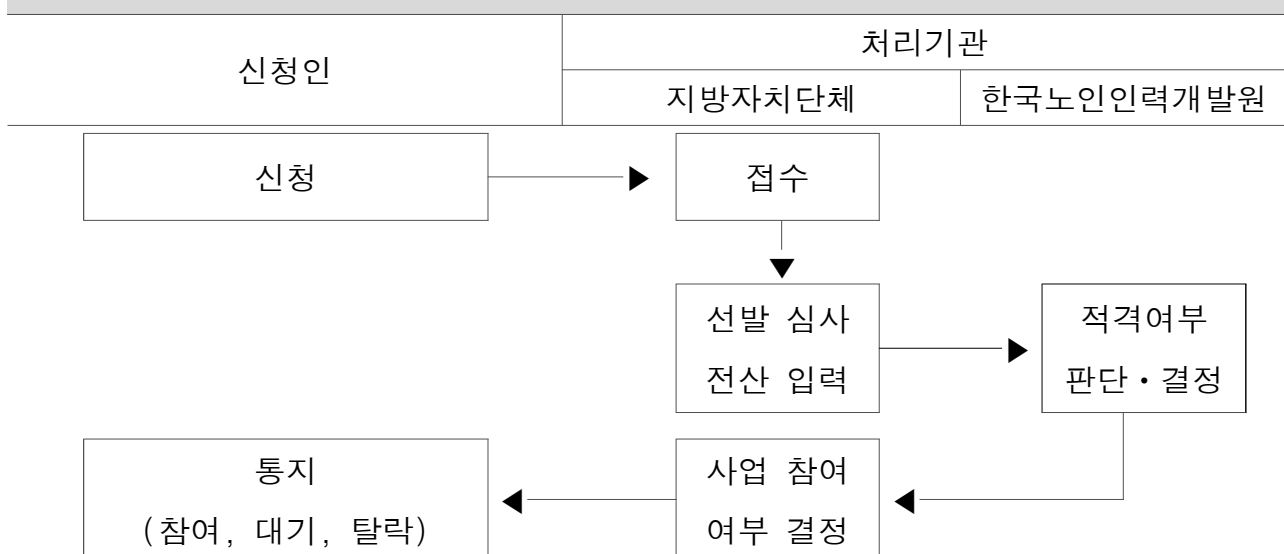 신청인
처리기관
지방자치단체
한국노인인력개발원
신청
접수
선발 심사
전산 입력
적격여부
판단・결정
통지
(참여, 대기, 탈락)
사업 참여
여부 결정